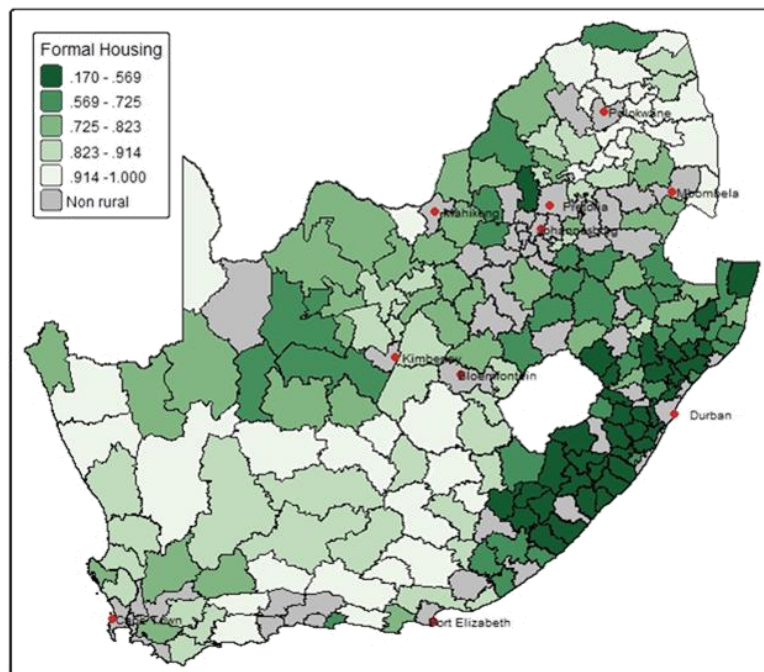 Formal Housing
.170 - .569
.569 - .725
.725 - .823
.823 - .914
.914 - 1.000
Non rural
Polokwane
Mbombela
Mahikeng
Pretoria
Johannesburg
Kimberley
Bloemfontein
Durban
Cape Town
Port Elizabeth